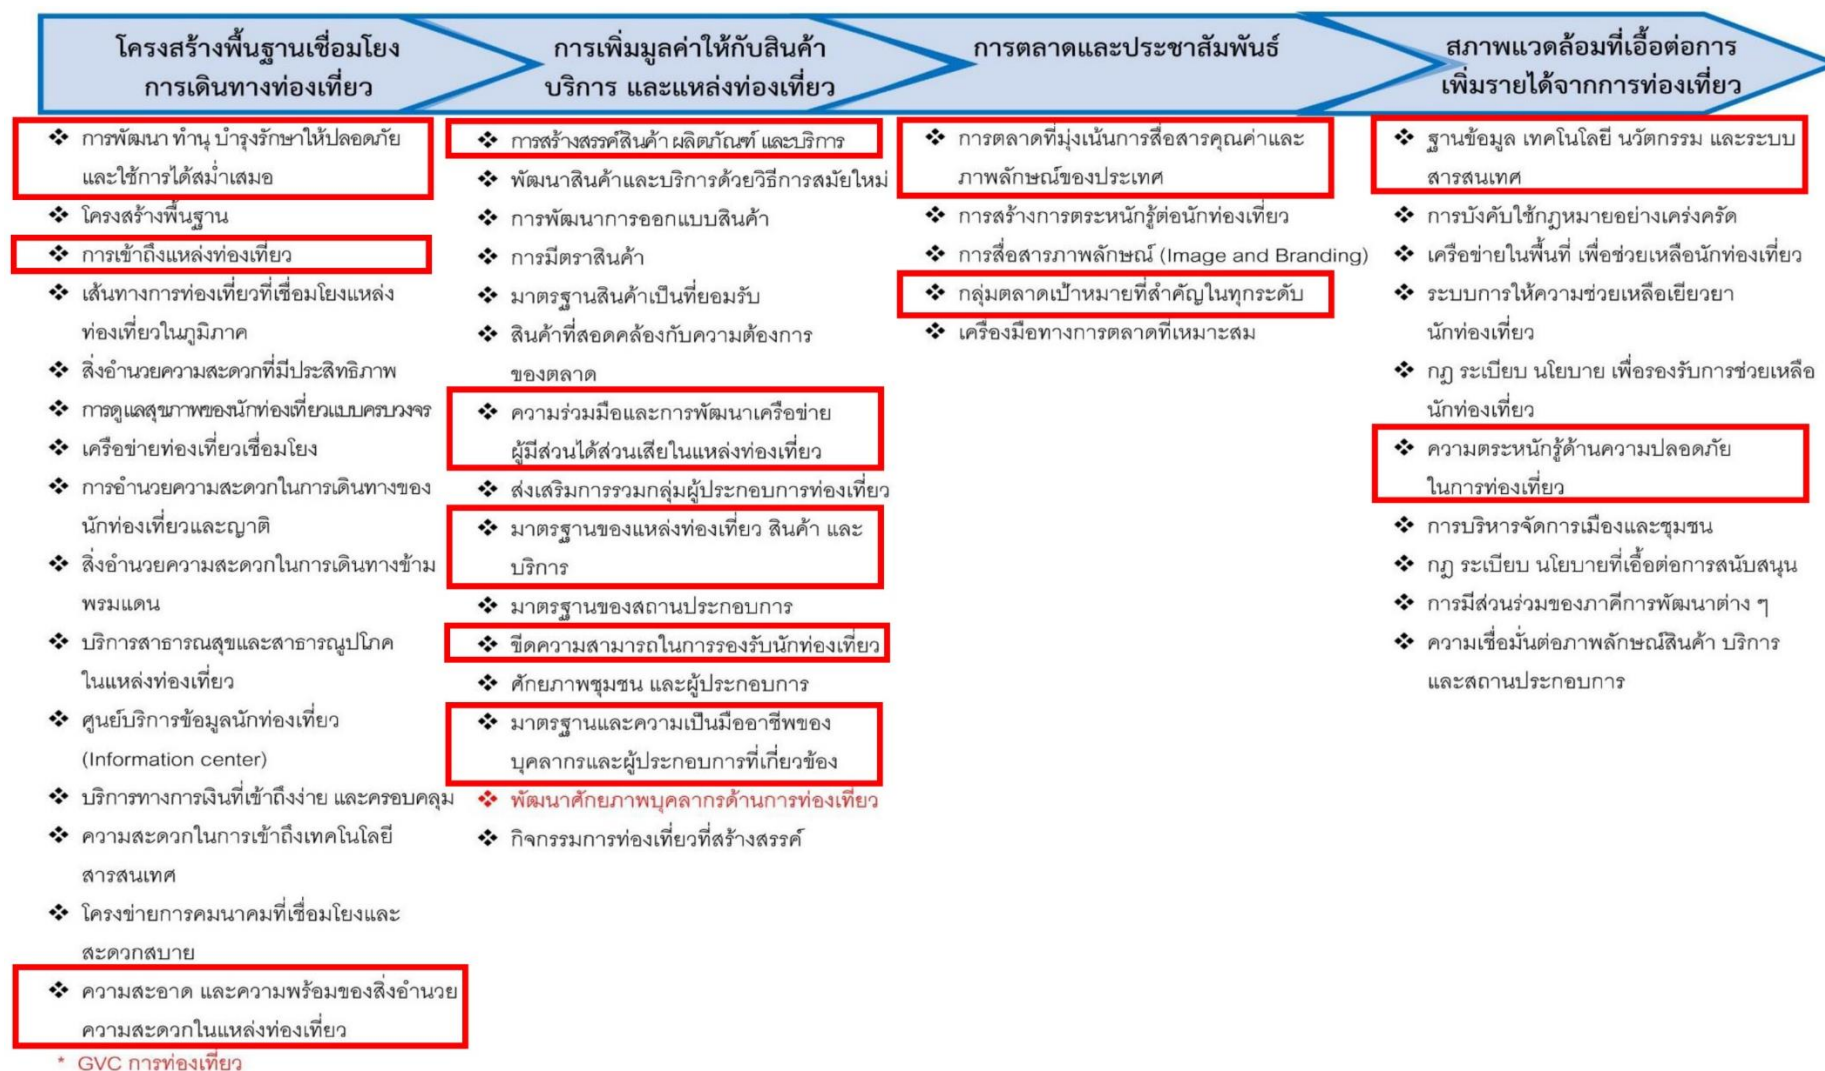 โครงสร้างพื้นฐานเชื่อมโยง
การเดินทางท่องเที่ยว
❖ การพัฒนา ทำนุ บำรุงรักษาให้ปลอดภัย
และใช้การได้สม่ำเสมอ
❖ โครงสร้างพื้นฐาน
❖ การเข้าถึงแหล่งท่องเที่ยว
❖ เส้นทางการท่องเที่ยวที่เชื่อมโยงแหล่ง
ท่องเที่ยวในภูมิภาค
❖ สิ่งอำนวยความสะดวกที่มีประสิทธิภาพ
❖ การดูแลสุขภาพของนักท่องเที่ยวแบบครบวงจร
❖ เครือข่ายท่องเที่ยวเชื่อมโยง
❖ การอำนวยความสะดวกในการเดินทางของ
นักท่องเที่ยวและญาติ
❖ สิ่งอำนวยความสะดวกในการเดินทางข้าม
พรมแดน
❖ บริการสาธารณสุขและสาธารณูปโภค
ในแหล่งท่องเที่ยว
❖ ศูนย์บริการข้อมูลนักท่องเที่ยว
(Information center)
❖ บริการทางการเงินที่เข้าถึงง่าย และครอบคลุม
❖ ความสะดวกในการเข้าถึงเทคโนโลยี
สารสนเทศ
❖ โครงข่ายการคมนาคมที่เชื่อมโยงและ
สะดวกสบาย
❖ ความสะอาด และความพร้อมของสิ่งอำนวย
ความสะดวกในแหล่งท่องเที่ยว
* GVC การท่องเที่ยว
การเพิ่มมูลค่าให้กับสินค้า
บริการ และแหล่งท่องเที่ยว
❖ การสร้างสรรค์สินค้า ผลิตภัณฑ์ และบริการ
❖ พัฒนาสินค้าและบริการด้วยวิธีการสมัยใหม่
❖ การพัฒนาการออกแบบสินค้า
❖ การมีตราสินค้า
❖ มาตรฐานสินค้าเป็นที่ยอมรับ
❖ สินค้าที่สอดคล้องกับความต้องการ
ของตลาด
❖ ความร่วมมือและการพัฒนาเครือข่าย
ผู้มีส่วนได้ส่วนเสียในแหล่งท่องเที่ยว
❖ ส่งเสริมการรวมกลุ่มผู้ประกอบการท่องเที่ยว
❖ มาตรฐานของแหล่งท่องเที่ยว สินค้า และ
บริการ
❖ มาตรฐานของสถานประกอบการ
❖ ขีดความสามารถในการรองรับนักท่องเที่ยว
❖ ศักยภาพชุมชน และผู้ประกอบการ
❖ มาตรฐานและความเป็นมืออาชีพของ
บุคลากรและผู้ประกอบการที่เกี่ยวข้อง
❖ พัฒนาศักยภาพบุคลากรด้านการท่องเที่ยว
❖ กิจกรรมการท่องเที่ยวที่สร้างสรรค์
การตลาดและประชาสัมพันธ์
❖ การตลาดที่มุ่งเน้นการสื่อสารคุณค่าและ
ภาพลักษณ์ของประเทศ
❖ การสร้างการตระหนักรู้ต่อนักท่องเที่ยว
❖ การสื่อสารภาพลักษณ์ (Image and Branding)
❖ กลุ่มตลาดเป้าหมายที่สำคัญในทุกระดับ
❖ เครื่องมือทางการตลาดที่เหมาะสม
สภาพแวดล้อมที่เอื้อต่อการ
เพิ่มรายได้จากการท่องเที่ยว
❖ ฐานข้อมูล เทคโนโลยี นวัตกรรม และระบบ
สารสนเทศ
❖ การบังคับใช้กฎหมายอย่างเคร่งครัด
❖ เครือข่ายในพื้นที่ เพื่อช่วยเหลือนักท่องเที่ยว
❖ ระบบการให้ความช่วยเหลือเยียวยา
นักท่องเที่ยว
❖ กฎ ระเบียบ นโยบาย เพื่อรองรับการช่วยเหลือ
นักท่องเที่ยว
❖ ความตระหนักรู้ด้านความปลอดภัย
ในการท่องเที่ยว
❖ การบริหารจัดการเมืองและชุมชน
❖ กฎ ระเบียบ นโยบายที่เอื้อต่อการสนับสนุน
❖ การมีส่วนร่วมของภาคีการพัฒนาต่าง ๆ
❖ ความเชื่อมั่นต่อภาพลักษณ์สินค้า บริการ
และสถานประกอบการ